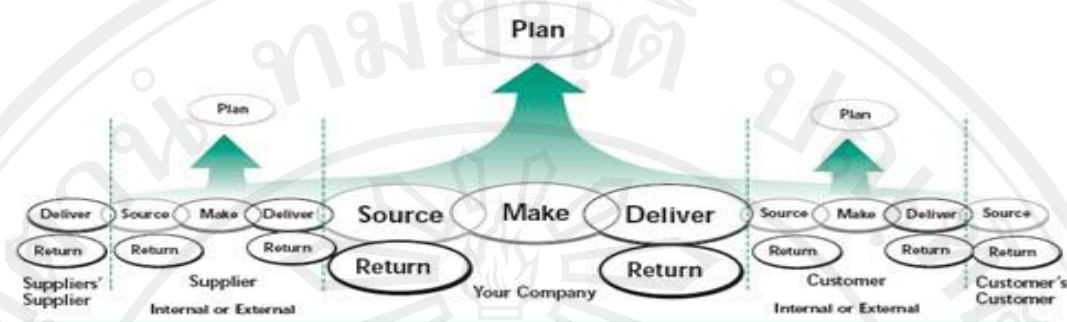 Plan
Plan
Plan
Deliver Source Make Deliver Source Make Deliver Source Make Deliver Source
Return Return Return Return Return Return Return Return
Suppliers' Supplier
Supplier
Internal or External
Your Company
Customer
Internal or External
Customer's Customer